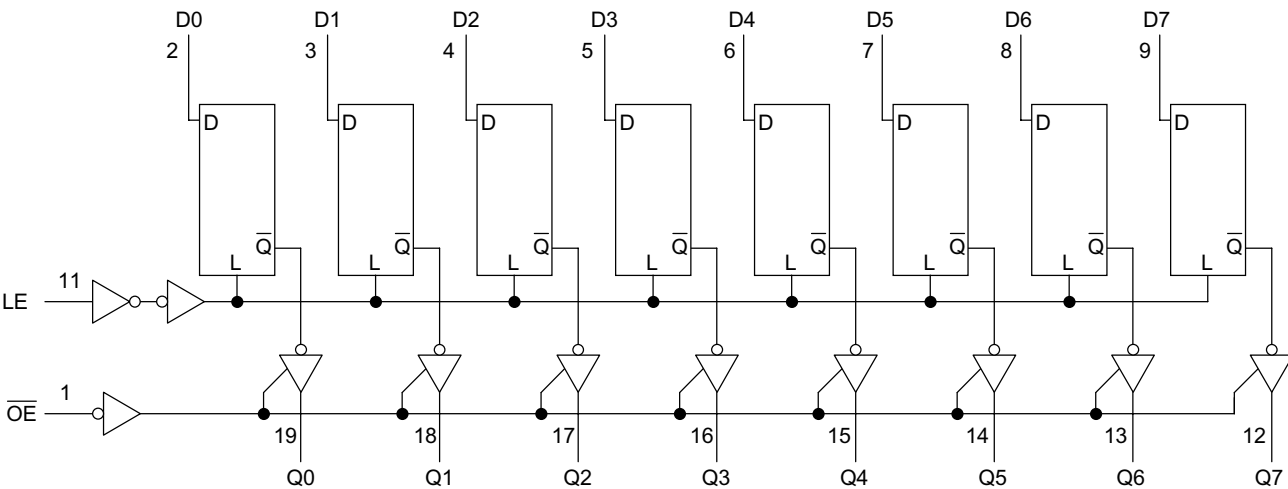 D0 D1 D2 D3 D4 D5 D6 D7
2 3 4 5 6 7 8 9
D D D D D D D D
Q̅ Q̅ Q̅ Q̅ Q̅ Q̅ Q̅ Q̅
L L L L L L L L
11
LE
1
O̅E̅
19 18 17 16 15 14 13 12
Q0 Q1 Q2 Q3 Q4 Q5 Q6 Q7